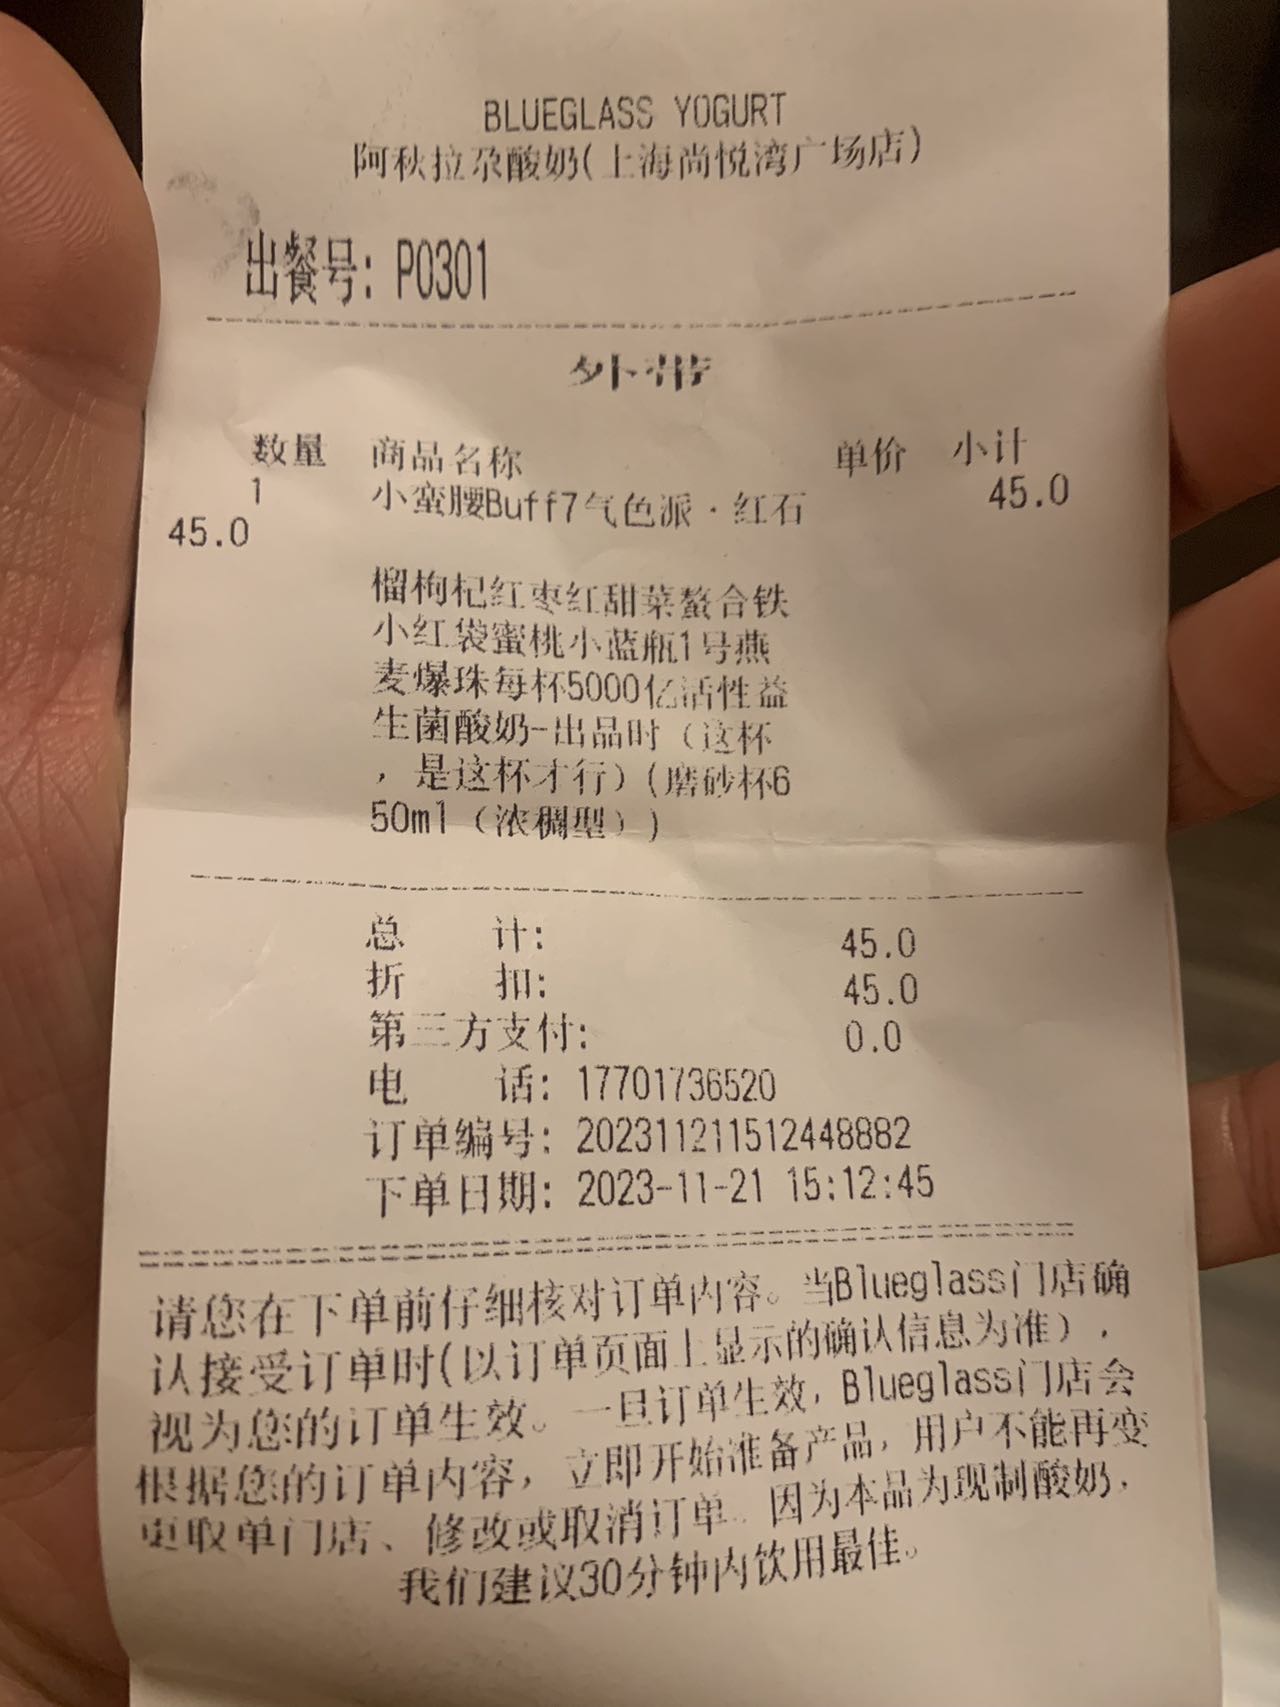 BLUEGLASS YOGURT
阿秋拉尕酸奶(上海尚悦湾广场店)
出餐号: P0301
外带
数量 商品名称 单价 小计
1 小蛮腰Buff7气色派·红石 45.0
45.0
榴枸杞红枣红甜菜螯合铁
小红袋蜜桃小蓝瓶1号燕
麦爆珠每杯5000亿活性益
生菌酸奶-出品时（这杯
，是这杯才行）(磨砂杯6
50ml（浓稠型）)
总 计: 45.0
折 扣: 45.0
第三方支付: 0.0
电 话: 17701736520
订单编号: 202311211512448882
下单日期: 2023-11-21 15:12:45
请您在下单前仔细核对订单内容。当Blueglass门店确
认接受订单时(以订单页面上显示的确认信息为准)，
视为您的订单生效。一旦订单生效，Blueglass门店会
根据您的订单内容，立即开始准备产品，用户不能再变
更取单门店、修改或取消订单。因为本品为现制酸奶，
我们建议30分钟内饮用最佳。